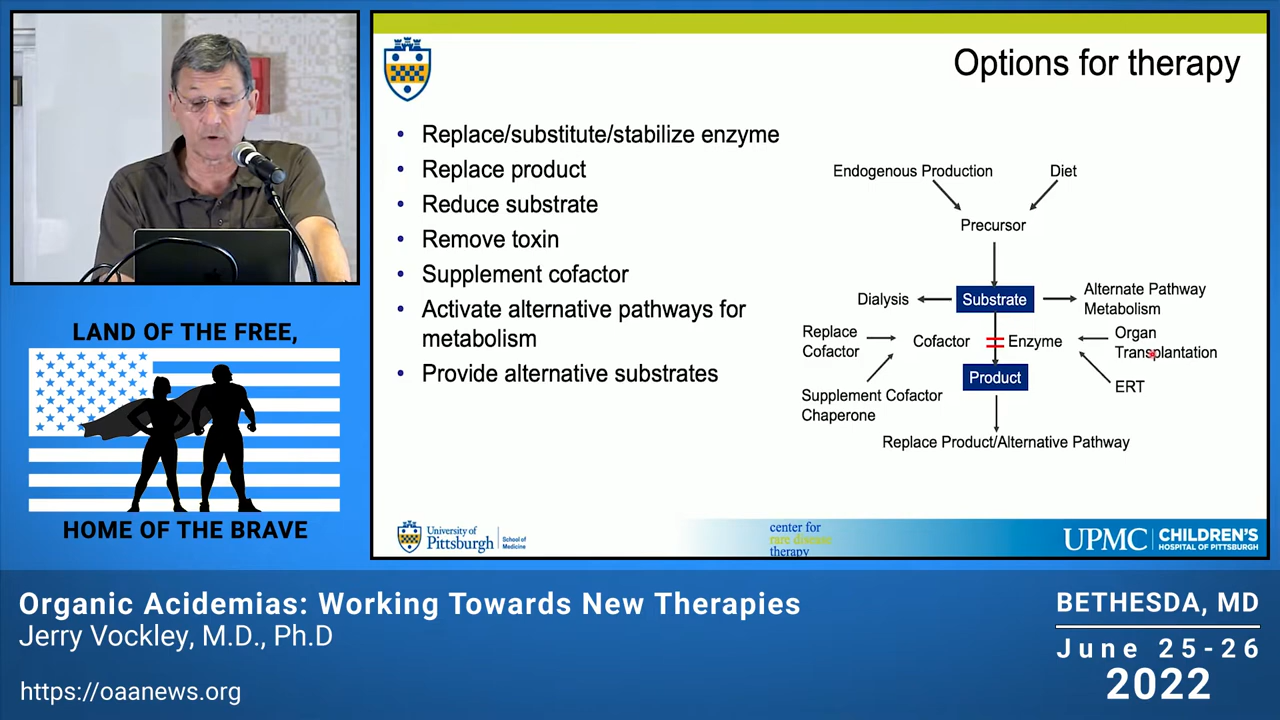 Options for therapy
• Replace/substitute/stabilize enzyme
• Replace product
• Reduce substrate
• Remove toxin
• Supplement cofactor
• Activate alternative pathways for
metabolism
• Provide alternative substrates
Endogenous Production
Diet
Precursor
Dialysis
Substrate
Alternate Pathway
Metabolism
Replace
Cofactor
Cofactor
Enzyme
Organ
Transplantation
Product
ERT
Supplement Cofactor
Chaperone
Replace Product/Alternative Pathway
University of
Pittsburgh
School of
Medicine
center for
rare disease
therapy
UPMC
CHILDREN'S
HOSPITAL OF PITTSBURGH
LAND OF THE FREE,
HOME OF THE BRAVE
Organic Acidemias: Working Towards New Therapies
Jerry Vockley, M.D., Ph.D
https://oaanews.org
BETHESDA, MD
June 25-26
2022